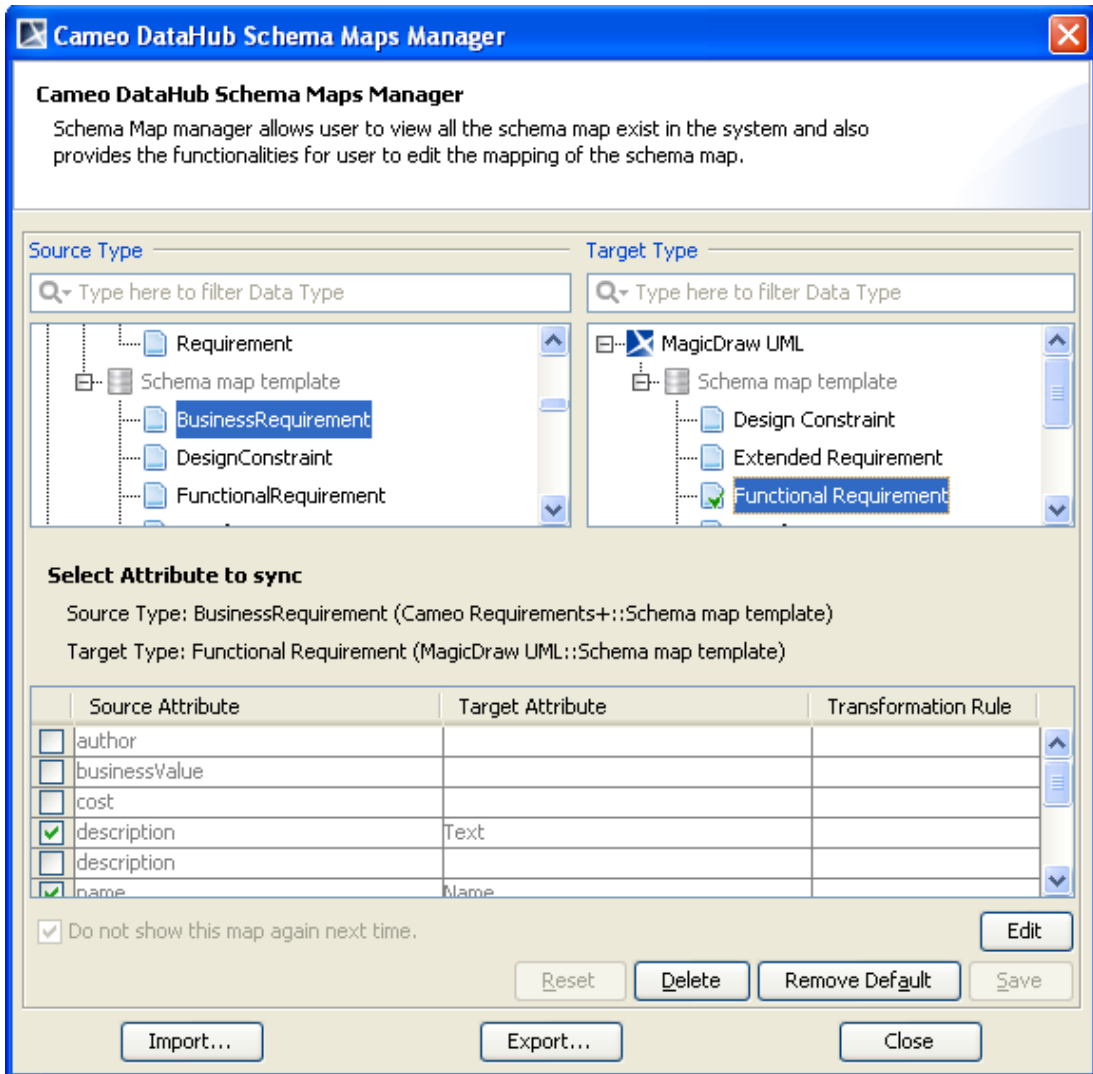 Cameo DataHub Schema Maps Manager
Cameo DataHub Schema Maps Manager
Schema Map manager allows user to view all the schema map exist in the system and also
provides the functionalities for user to edit the mapping of the schema map.
Source Type
Target Type
Type here to filter Data Type
Type here to filter Data Type
Requirement
Schema map template
BusinessRequirement
DesignConstraint
FunctionalRequirement
MagicDraw UML
Schema map template
Design Constraint
Extended Requirement
Functional Requirement
Select Attribute to sync
Source Type: BusinessRequirement (Cameo Requirements+::Schema map template)
Target Type: Functional Requirement (MagicDraw UML::Schema map template)
Source Attribute Target Attribute Transformation Rule
author
businessValue
cost
description Text
description
name Name
Do not show this map again next time.
Edit
Reset Delete Remove Default Save
Import... Export... Close